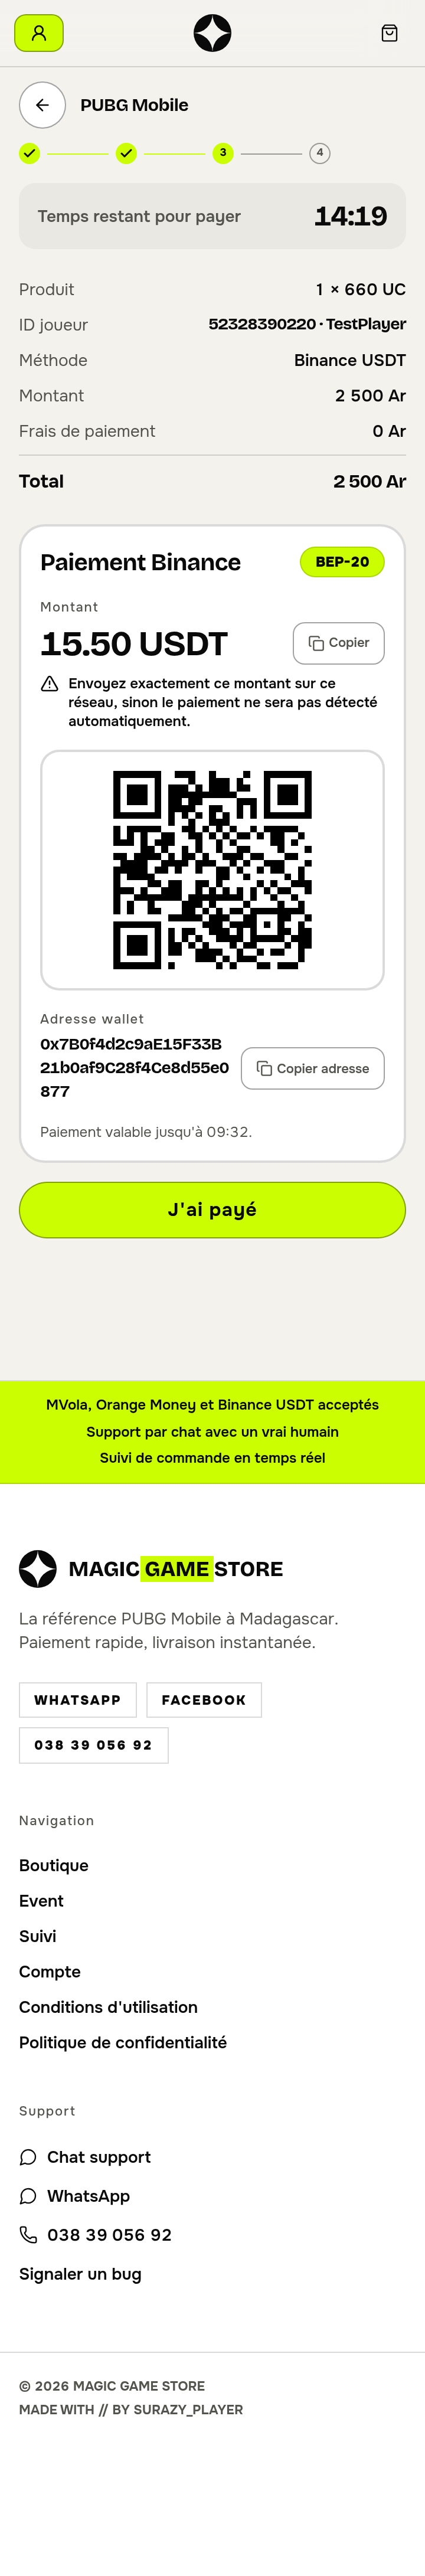 PUBG Mobile
3
4
Temps restant pour payer 14:19
Produit 1 × 660 UC
ID joueur 52328390220 · TestPlayer
Méthode Binance USDT
Montant 2 500 Ar
Frais de paiement 0 Ar
Total 2 500 Ar
Paiement Binance BEP-20
Montant
15.50 USDT Copier
Envoyez exactement ce montant sur ce
réseau, sinon le paiement ne sera pas détecté
automatiquement.
Adresse wallet
0x7B0f4d2c9aE15F33B
21b0af9C28f4Ce8d55e0
877
Copier adresse
Paiement valable jusqu'à 09:32.
J'ai payé
MVola, Orange Money et Binance USDT acceptés
Support par chat avec un vrai humain
Suivi de commande en temps réel
MAGIC GAME STORE
La référence PUBG Mobile à Madagascar.
Paiement rapide, livraison instantanée.
WHATSAPP FACEBOOK
038 39 056 92
Navigation
Boutique
Event
Suivi
Compte
Conditions d'utilisation
Politique de confidentialité
Support
Chat support
WhatsApp
038 39 056 92
Signaler un bug
© 2026 MAGIC GAME STORE
MADE WITH // BY SURAZY_PLAYER